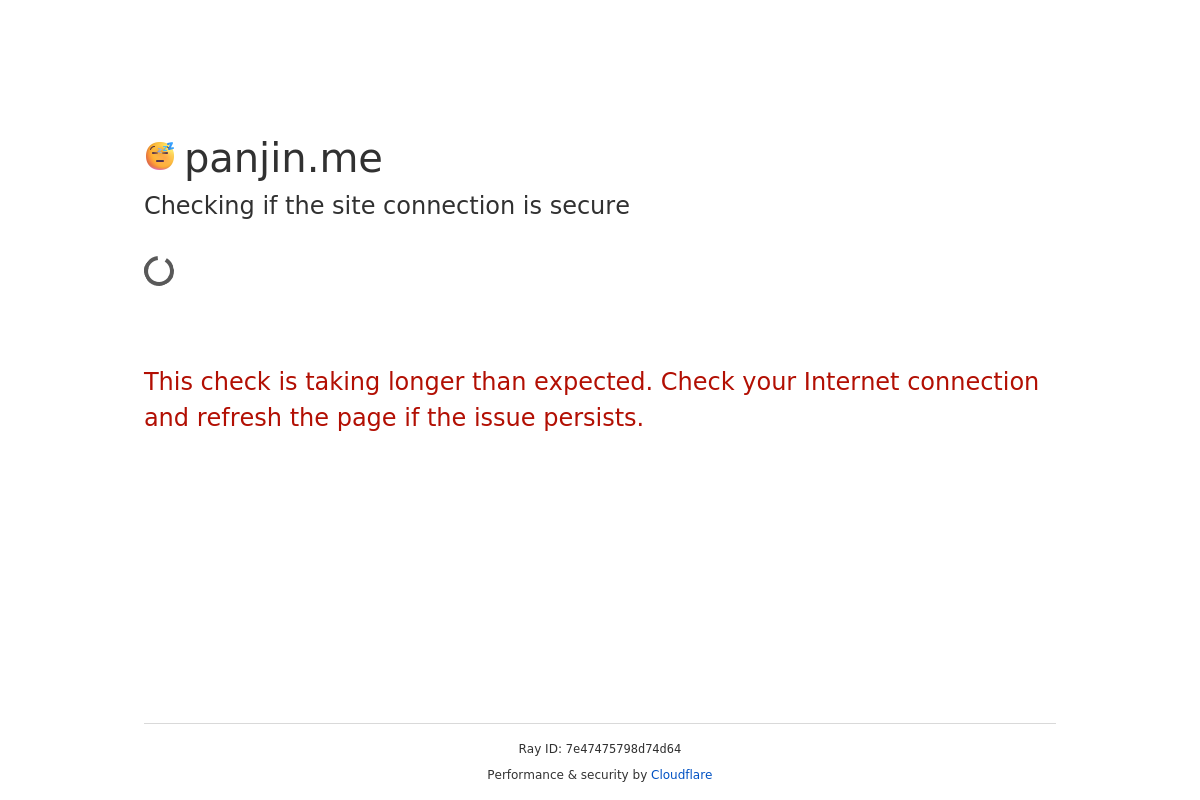 panjin.me
Checking if the site connection is secure
This check is taking longer than expected. Check your Internet connection
and refresh the page if the issue persists.
Ray ID: 7e47475798d74d64
Performance & security by Cloudflare